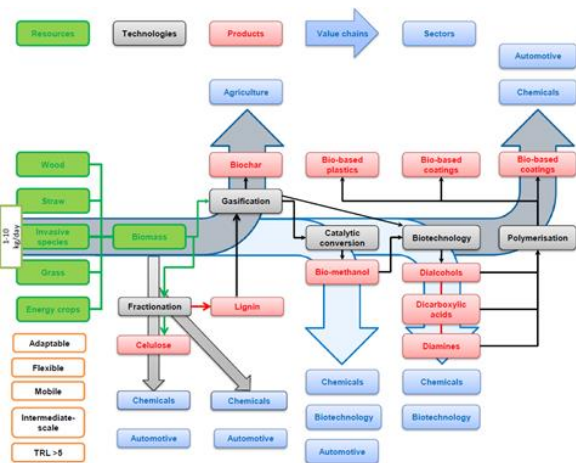 Resources
Technologies
Products
Value chains
Sectors
Automotive
Agriculture
Chemicals
Wood
Biochar
Bio-based
plastics
Bio-based
coatings
Bio-based
coatings
Straw
Gasification
1-10
kg/day
Invasive
species
Biomass
Catalytic
conversion
Biotechnology
Polymerisation
Grass
Bio-methanol
Dialcohols
Energy crops
Fractionation
Lignin
Dicarboxylic
acids
Adaptable
Celulose
Diamines
Flexible
Mobile
Chemicals
Chemicals
Chemicals
Chemicals
Intermediate-
scale
Biotechnology
Biotechnology
Automotive
Automotive
TRL >5
Automotive